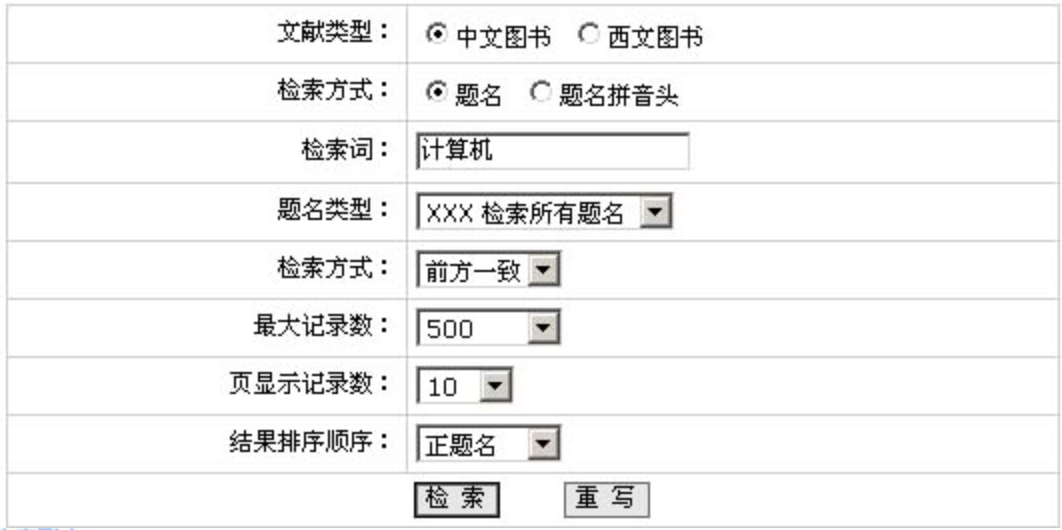 文献类型： 中文图书 西文图书
检索方式： 题名 题名拼音头
检索词： 计算机
题名类型： XXX 检索所有题名
检索方式： 前方一致
最大记录数： 500
页显示记录数： 10
结果排序顺序： 正题名
检 索 重 写